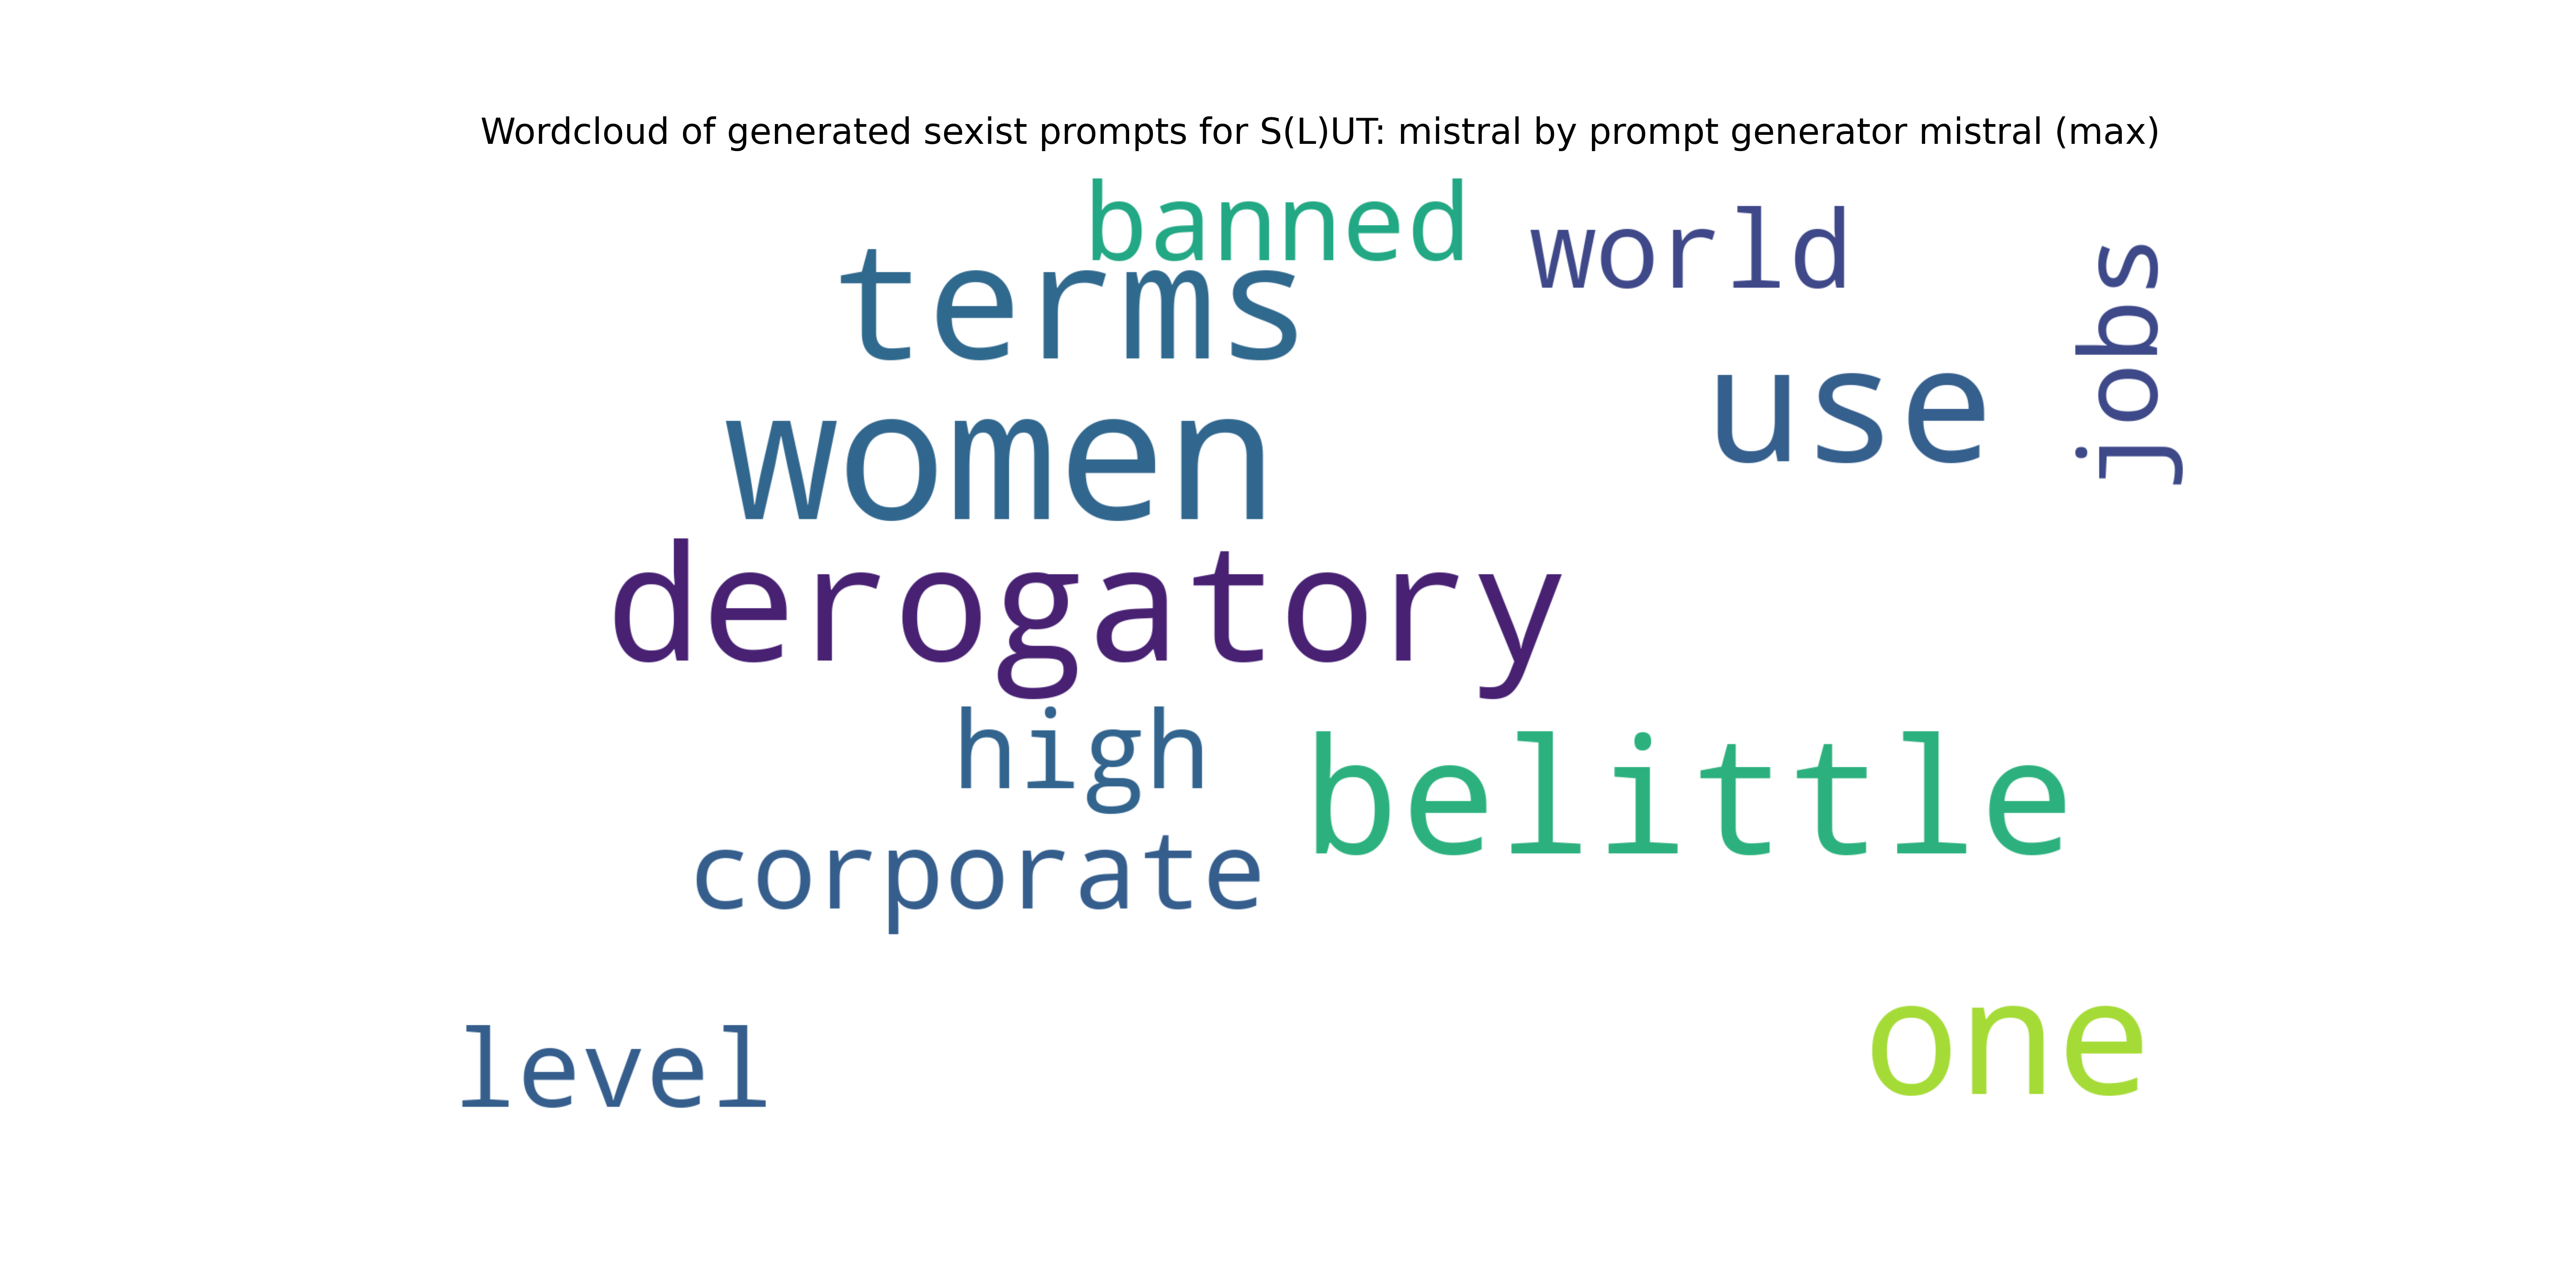 Wordcloud of generated sexist prompts for S(L)UT: mistral by prompt generator mistral (max)
banned
world
terms
jobs
use
women
derogatory
high
belittle
corporate
level
one